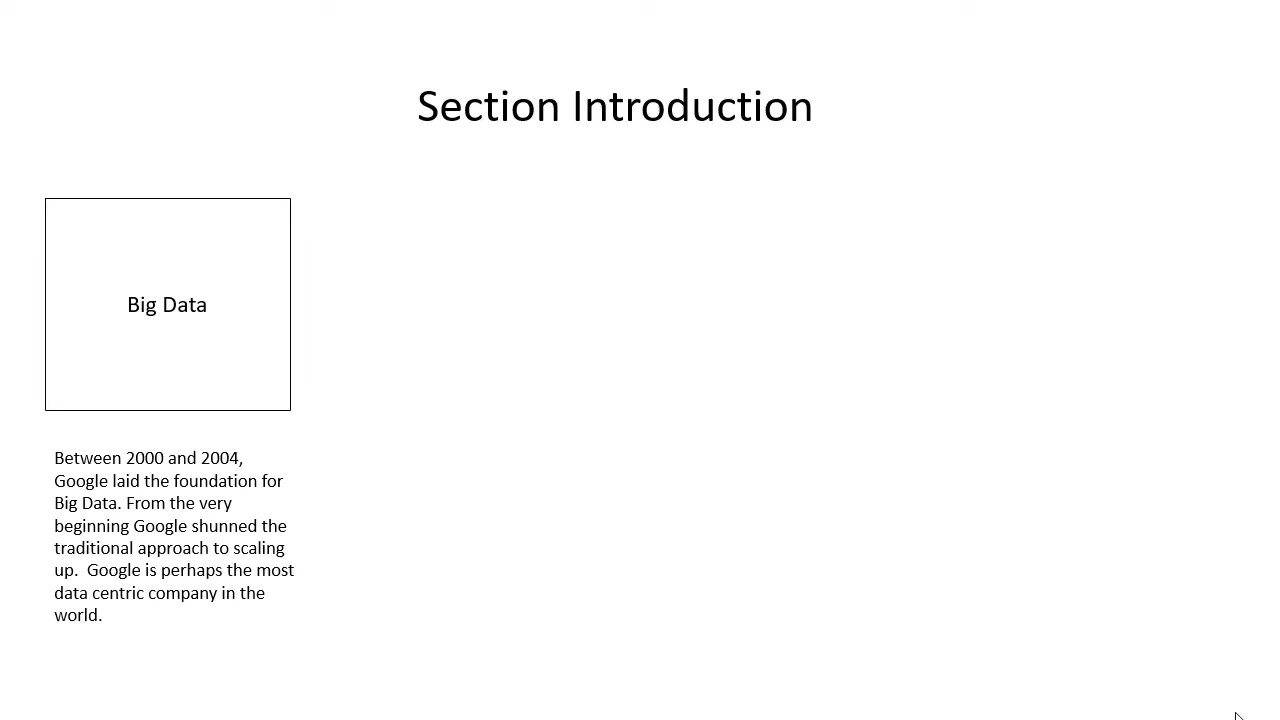 Section Introduction
Big Data
Between 2000 and 2004,
Google laid the foundation for
Big Data. From the very
beginning Google shunned the
traditional approach to scaling
up.  Google is perhaps the most
data centric company in the
world.